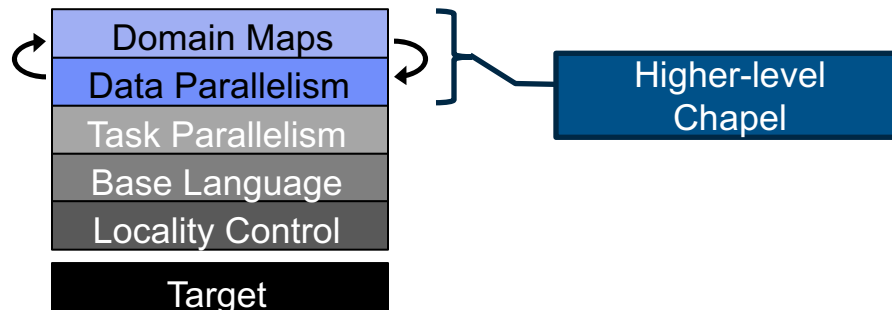 Domain Maps
Data Parallelism
Task Parallelism
Base Language
Locality Control
Target
Higher-level
Chapel